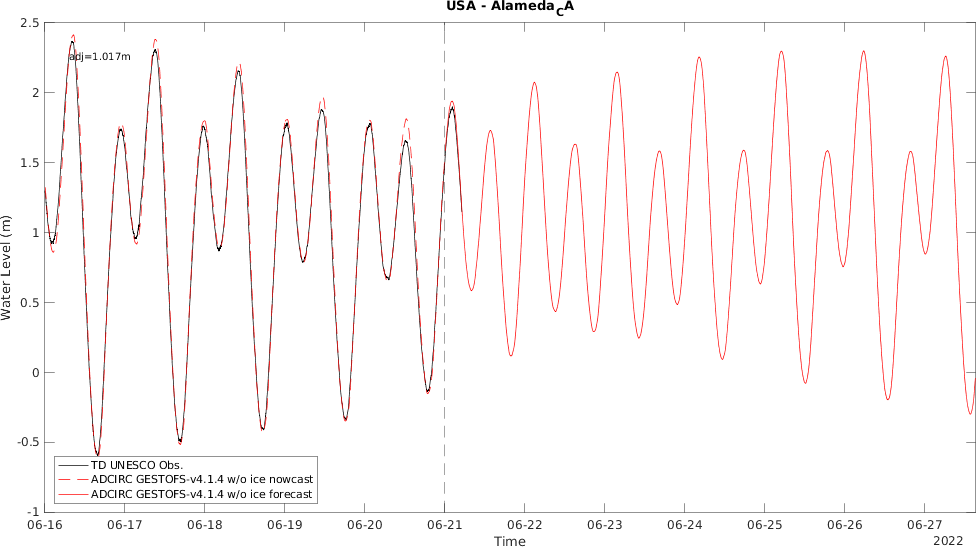 USA - Alameda_CA
adj=1.017m
2.5
2
1.5
1
0.5
0
-0.5
-1
Water Level (m)
TD UNESCO Obs.
ADCIRC GESTOFS-v4.1.4 w/o ice nowcast
ADCIRC GESTOFS-v4.1.4 w/o ice forecast
06-16 06-17 06-18 06-19 06-20 06-21 06-22 06-23 06-24 06-25 06-26 06-27
Time
2022